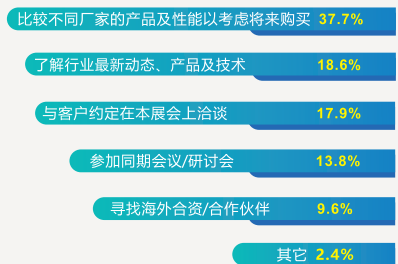 比较不同厂家的产品及性能以考虑将来购买 37.7%
了解行业最新动态、产品及技术 18.6%
与客户约定在本展会上洽谈 17.9%
参加同期会议/研讨会 13.8%
寻找海外合资/合作伙伴 9.6%
其它 2.4%